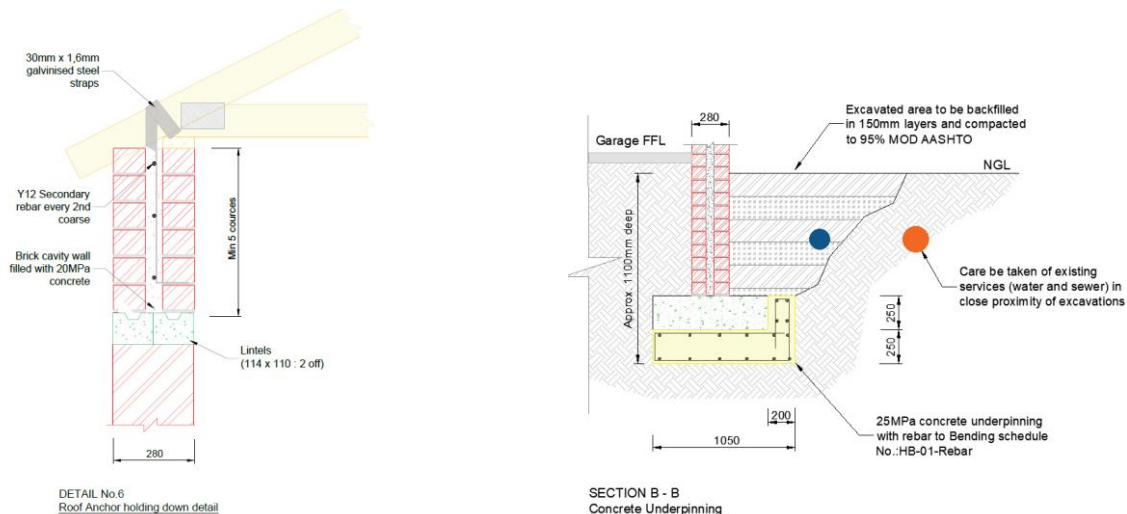 30mm x 1,6mm
galvinised steel
straps
Y12 Secondary
rebar every 2nd
coarse
Brick cavity wall
filled with 20MPa
concrete
Min 5 cources
Lintels
(114 x 110 : 2 off)
280
DETAIL No.6
Roof Anchor holding down detail
Excavated area to be backfilled
in 150mm layers and compacted
to 95% MOD AASHTO
280
Garage FFL
NGL
Approx. 1100mm deep
Care be taken of existing
services (water and sewer) in
close proximity of excavations
250
250
200
1050
25MPa concrete underpinning
with rebar to Bending schedule
No.:HB-01-Rebar
SECTION B - B
Concrete Underpinning